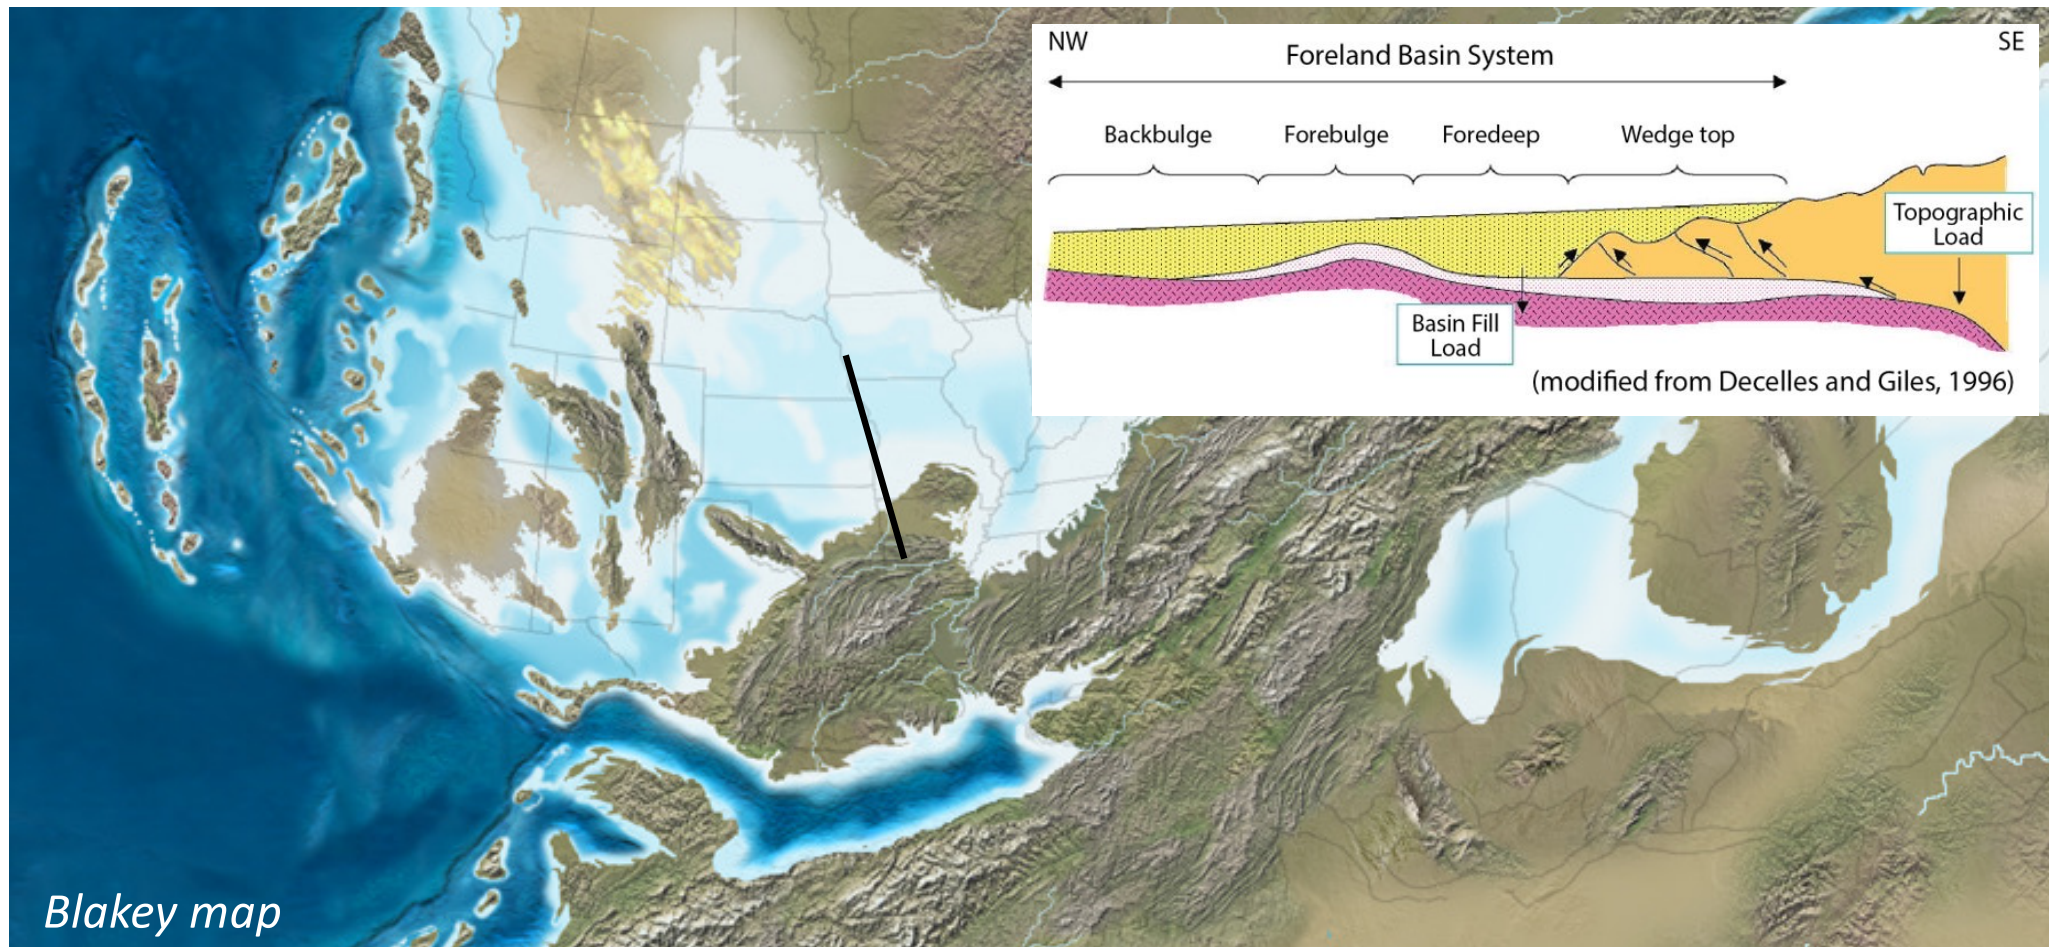 NW
SE
Foreland Basin System
Backbulge
Forebulge
Foredeep
Wedge top
Topographic
Load
Basin Fill
Load
(modified from Decelles and Giles, 1996)
Blakey map